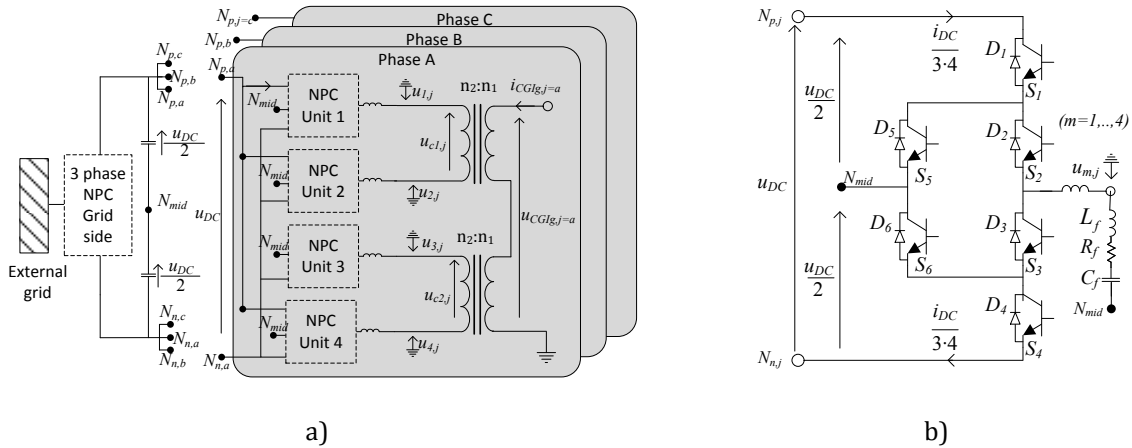 N_{p,j=c}
Phase C
N_{p,b}
Phase B
N_{p,a}
Phase A
N_{p,c}
N_{p,b}
N_{p,a}
u_{DC}/2
External grid
3 phase NPC Grid side
N_{mid}
u_{DC}/2
N_{n,c}
N_{n,a}
N_{n,b}
u_{DC}
N_{n,a}
N_{mid}
NPC Unit 1
u_{1,j}
u_{c1,j}
n₂:n₁
i_{CGIg,j=a}
N_{mid}
NPC Unit 2
u_{2,j}
u_{CGIg,j=a}
N_{mid}
NPC Unit 3
u_{3,j}
u_{c2,j}
n₂:n₁
N_{mid}
NPC Unit 4
u_{4,j}
a)
N_{p,j}
i_{DC}/3·4
D_1
S_1
u_{DC}/2
D_5
S_5
D_2
S_2
(m=1,..,4)
u_{DC}
N_{mid}
u_{m,j}
D_6
S_6
D_3
S_3
L_f
R_f
C_f
N_{mid}
u_{DC}/2
D_4
S_4
i_{DC}/3·4
N_{n,j}
b)